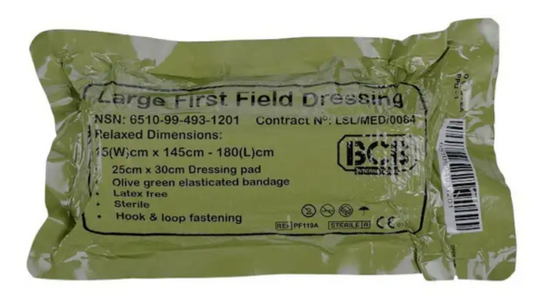 Large First Field Dressing
NSN: 6510-99-493-1201 Contract Nº: LSL/MED/0064
Relaxed Dimensions:
15(W)cm x 145cm - 180(L)cm
- 25cm x 30cm Dressing pad
- Olive green elasticated bandage
- Latex free
- Sterile
- Hook & loop fastening
BCB
REF PF119A STERILE R CE